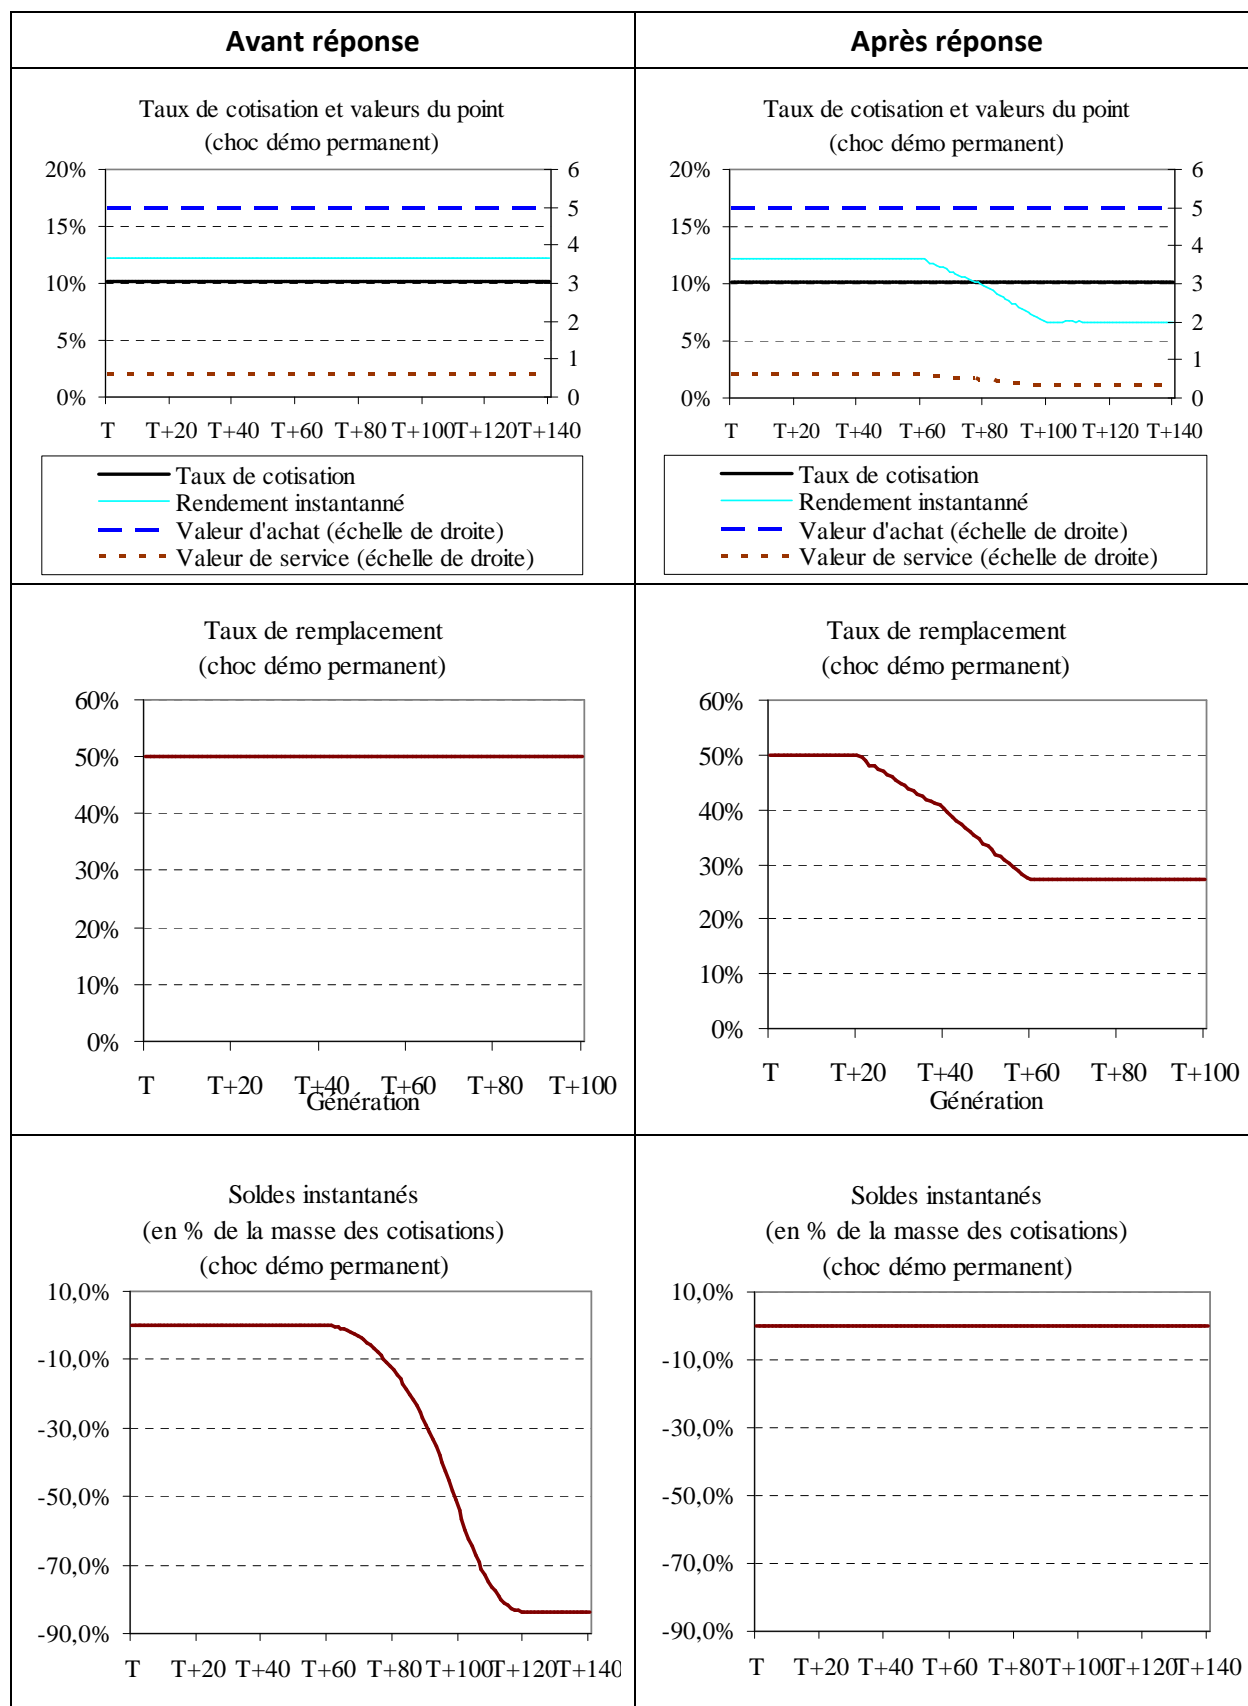 Avant réponse
Après réponse
Taux de cotisation et valeurs du point
(choc démo permanent)
20%
15%
10%
5%
0%
6
5
4
3
2
1
0
T T+20 T+40 T+60 T+80 T+100 T+120 T+140
Taux de cotisation
Rendement instantanné
Valeur d'achat (échelle de droite)
Valeur de service (échelle de droite)
Taux de cotisation et valeurs du point
(choc démo permanent)
20%
15%
10%
5%
0%
6
5
4
3
2
1
0
T T+20 T+40 T+60 T+80 T+100 T+120 T+140
Taux de cotisation
Rendement instantanné
Valeur d'achat (échelle de droite)
Valeur de service (échelle de droite)
Taux de remplacement
(choc démo permanent)
60%
50%
40%
30%
20%
10%
0%
T T+20 T+40 T+60 T+80 T+100
Génération
Taux de remplacement
(choc démo permanent)
60%
50%
40%
30%
20%
10%
0%
T T+20 T+40 T+60 T+80 T+100
Génération
Soldes instantanés
(en % de la masse des cotisations)
(choc démo permanent)
10,0%
-10,0%
-30,0%
-50,0%
-70,0%
-90,0%
T T+20 T+40 T+60 T+80 T+100 T+120 T+140
Soldes instantanés
(en % de la masse des cotisations)
(choc démo permanent)
10,0%
-10,0%
-30,0%
-50,0%
-70,0%
-90,0%
T T+20 T+40 T+60 T+80 T+100 T+120 T+140